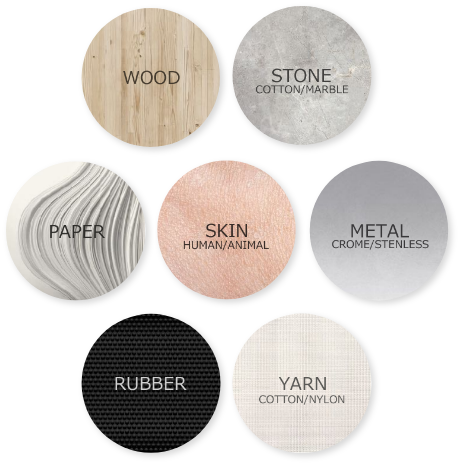 WOOD
STONE
COTTON/MARBLE
PAPER
SKIN
HUMAN/ANIMAL
METAL
CROME/STENLESS
RUBBER
YARN
COTTON/NYLON